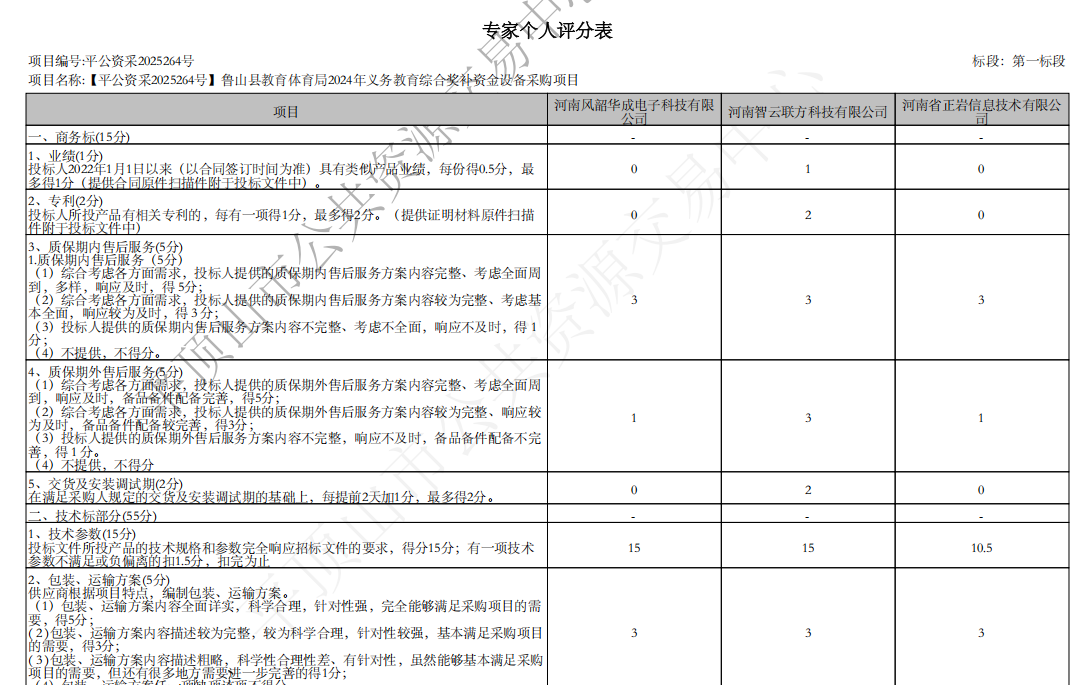 专家个人评分表
项目编号:平公资采2025264号
标段: 第一标段
项目名称:【平公资采2025264号】鲁山县教育体育局2024年义务教育综合奖补资金设备采购项目
项目
河南风韶华成电子科技有限公司
河南智云联方科技有限公司
河南省正岩信息技术有限公司
一、商务标(15分)
-
-
-
1、业绩(1分)
投标人2022年1月1日以来（以合同签订时间为准）具有类似产品业绩，每份得0.5分，最
多得1分（提供合同原件扫描件附于投标文件中）。
0
1
0
2、专利(2分)
投标人所投产品有相关专利的，每有一项得1分，最多得2分。（提供证明材料原件扫描
件附于投标文件中）
0
2
0
3、质保期内售后服务(5分)
1.质保期内售后服务（5分）
（1）综合考虑各方面需求，投标人提供的质保期内售后服务方案内容完整、考虑全面周
到，多样，响应及时，得 5分；
（2）综合考虑各方面需求，投标人提供的质保期内售后服务方案内容较为完整、考虑基
本全面，响应较为及时，得 3 分；
（3）投标人提供的质保期内售后服务方案内容不完整、考虑不全面，响应不及时，得 1
分；
（4）不提供，不得分。
3
3
3
4、质保期外售后服务(5分)
（1）综合考虑各方面需求，投标人提供的质保期外售后服务方案内容完整、考虑全面周
到，响应及时，备品备件配备完善，得5分；
（2）综合考虑各方面需求，投标人提供的质保期外售后服务方案内容较为完整、响应较
为及时，备品备件配备较完善，得3分；
（3）投标人提供的质保期外售后服务方案内容不完整，响应不及时，备品备件配备不完
善，得 1 分。
（4）不提供，不得分
1
3
1
5、交货及安装调试期(2分)
在满足采购人规定的交货及安装调试期的基础上，每提前2天加1分，最多得2分。
0
2
0
二、技术标部分(55分)
-
-
-
1、技术参数(15分)
投标文件所投产品的技术规格和参数完全响应招标文件的要求，得分15分；有一项技术
参数不满足或负偏离的扣1.5分，扣完为止
15
15
10.5
2、包装、运输方案(5分)
供应商根据项目特点，编制包装、运输方案。
（1）包装、运输方案内容全面详实，科学合理，针对性强，完全能够满足采购项目的需
要，得5分；
(2)包装、运输方案内容描述较为完整，较为科学合理，针对性较强，基本满足采购项目
的需要，得3分；
(3)包装、运输方案内容描述粗略，科学性合理性差、有针对性，虽然能够基本满足采购
项目的需要，但还有很多地方需要进一步完善的得1分；
3
3
3
平顶山市公共资源交易中心